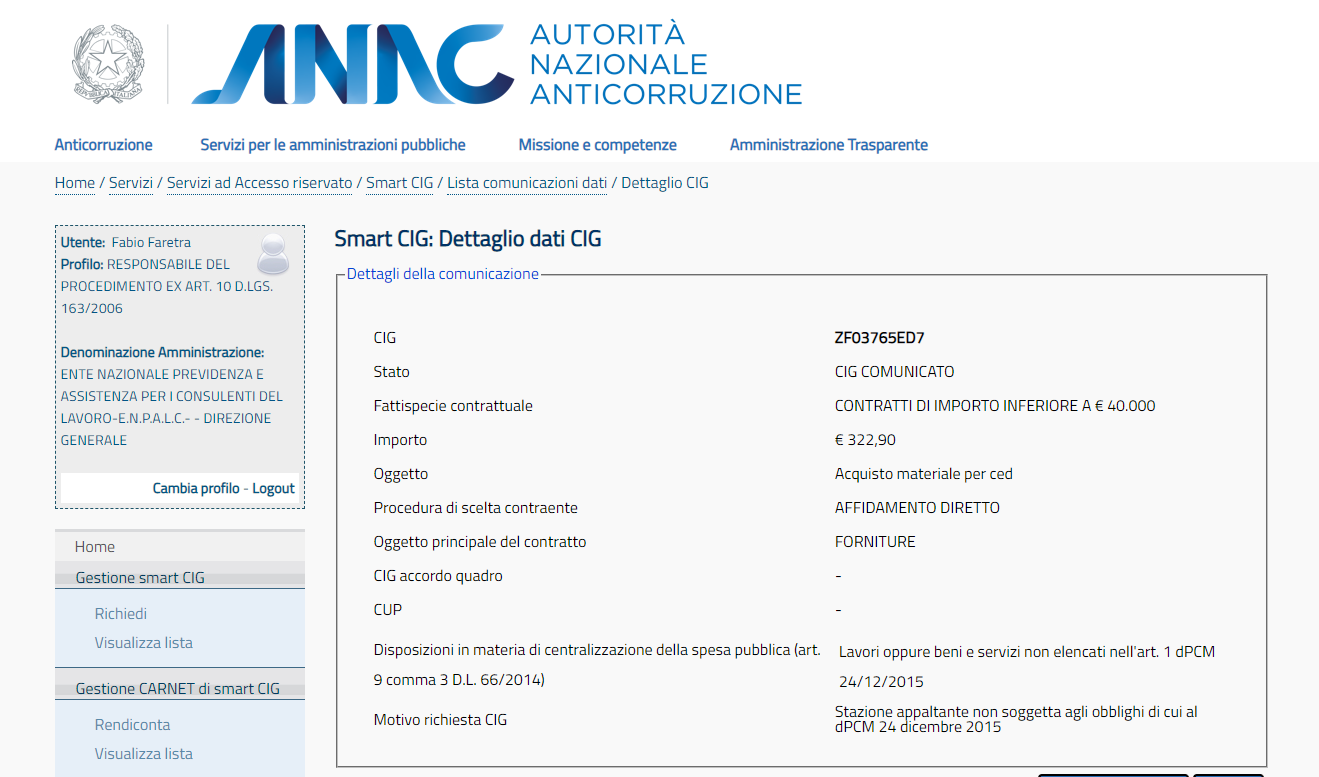 ANAC
AUTORITÀ
NAZIONALE
ANTICORRUZIONE
REPVBBLICA ITALIANA
Anticorruzione
Servizi per le amministrazioni pubbliche
Missione e competenze
Amministrazione Trasparente
Home / Servizi / Servizi ad Accesso riservato / Smart CIG / Lista comunicazioni dati / Dettaglio CIG
Utente: Fabio Faretra
Profilo: RESPONSABILE DEL
PROCEDIMENTO EX ART. 10 D.LGS.
163/2006
Denominazione Amministrazione:
ENTE NAZIONALE PREVIDENZA E
ASSISTENZA PER I CONSULENTI DEL
LAVORO-E.N.P.A.L.C.- - DIREZIONE
GENERALE
Cambia profilo - Logout
Home
Gestione smart CIG
Richiedi
Visualizza lista
Gestione CARNET di smart CIG
Rendiconta
Visualizza lista
Smart CIG: Dettaglio dati CIG
Dettagli della comunicazione
CIG ZF03765ED7
Stato CIG COMUNICATO
Fattispecie contrattuale CONTRATTI DI IMPORTO INFERIORE A € 40.000
Importo € 322,90
Oggetto Acquisto materiale per ced
Procedura di scelta contraente AFFIDAMENTO DIRETTO
Oggetto principale del contratto FORNITURE
CIG accordo quadro -
CUP -
Disposizioni in materia di centralizzazione della spesa pubblica (art.
9 comma 3 D.L. 66/2014)
Lavori oppure beni e servizi non elencati nell'art. 1 dPCM
24/12/2015
Motivo richiesta CIG
Stazione appaltante non soggetta agli obblighi di cui al
dPCM 24 dicembre 2015